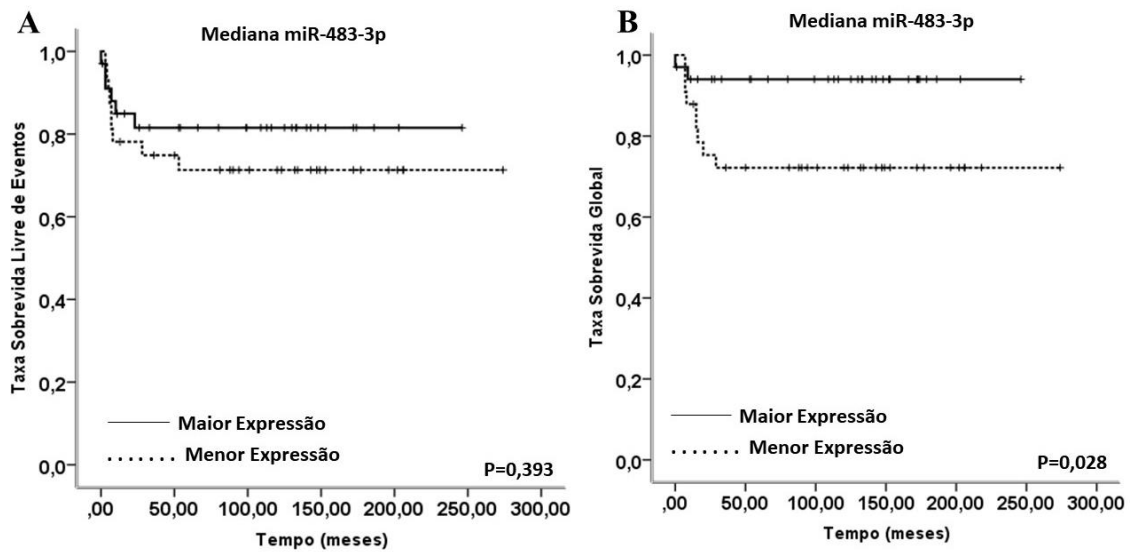 A
Mediana miR-483-3p
Taxa Sobrevida Livre de Eventos
1,0
0,8
0,6
0,4
0,2
0,0
Maior Expressão
Menor Expressão
P=0,393
,00 50,00 100,00 150,00 200,00 250,00 300,00
Tempo (meses)
B
Mediana miR-483-3p
Taxa Sobrevida Global
1,0
0,8
0,6
0,4
0,2
0,0
Maior Expressão
Menor Expressão
P=0,028
,00 50,00 100,00 150,00 200,00 250,00 300,00
Tempo (meses)